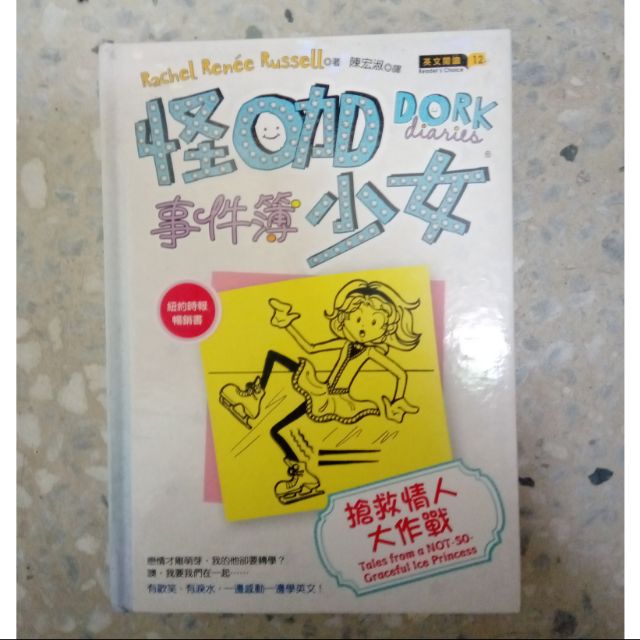 Rachel Renée Russell◎著 陳宏淑◎譯
英文閱讀 12
Reader's Choice
怪咖
DORK
diaries
事件簿 少女
紐約時報
暢銷書
搶救情人
大作戰
Tales from a NOT-SO-
Graceful Ice Princess
戀情才剛萌芽，我的他卻要轉學？
噢，我要我們在一起……
有歡笑、有淚水，一邊感動一邊學英文！